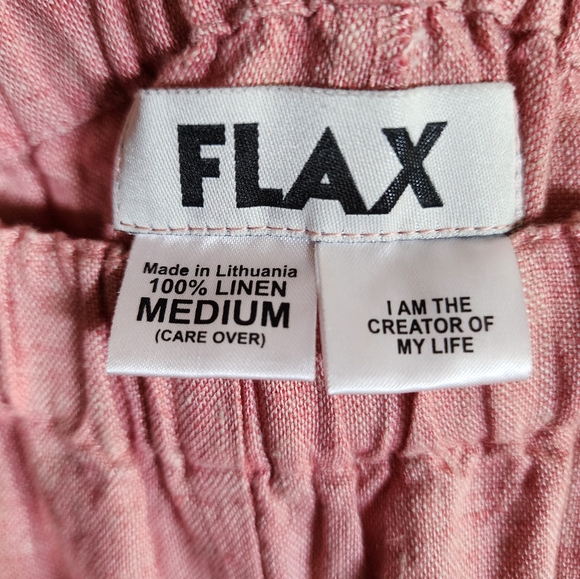 FLAX
Made in Lithuania
100% LINEN
MEDIUM
(CARE OVER)
I AM THE
CREATOR OF
MY LIFE